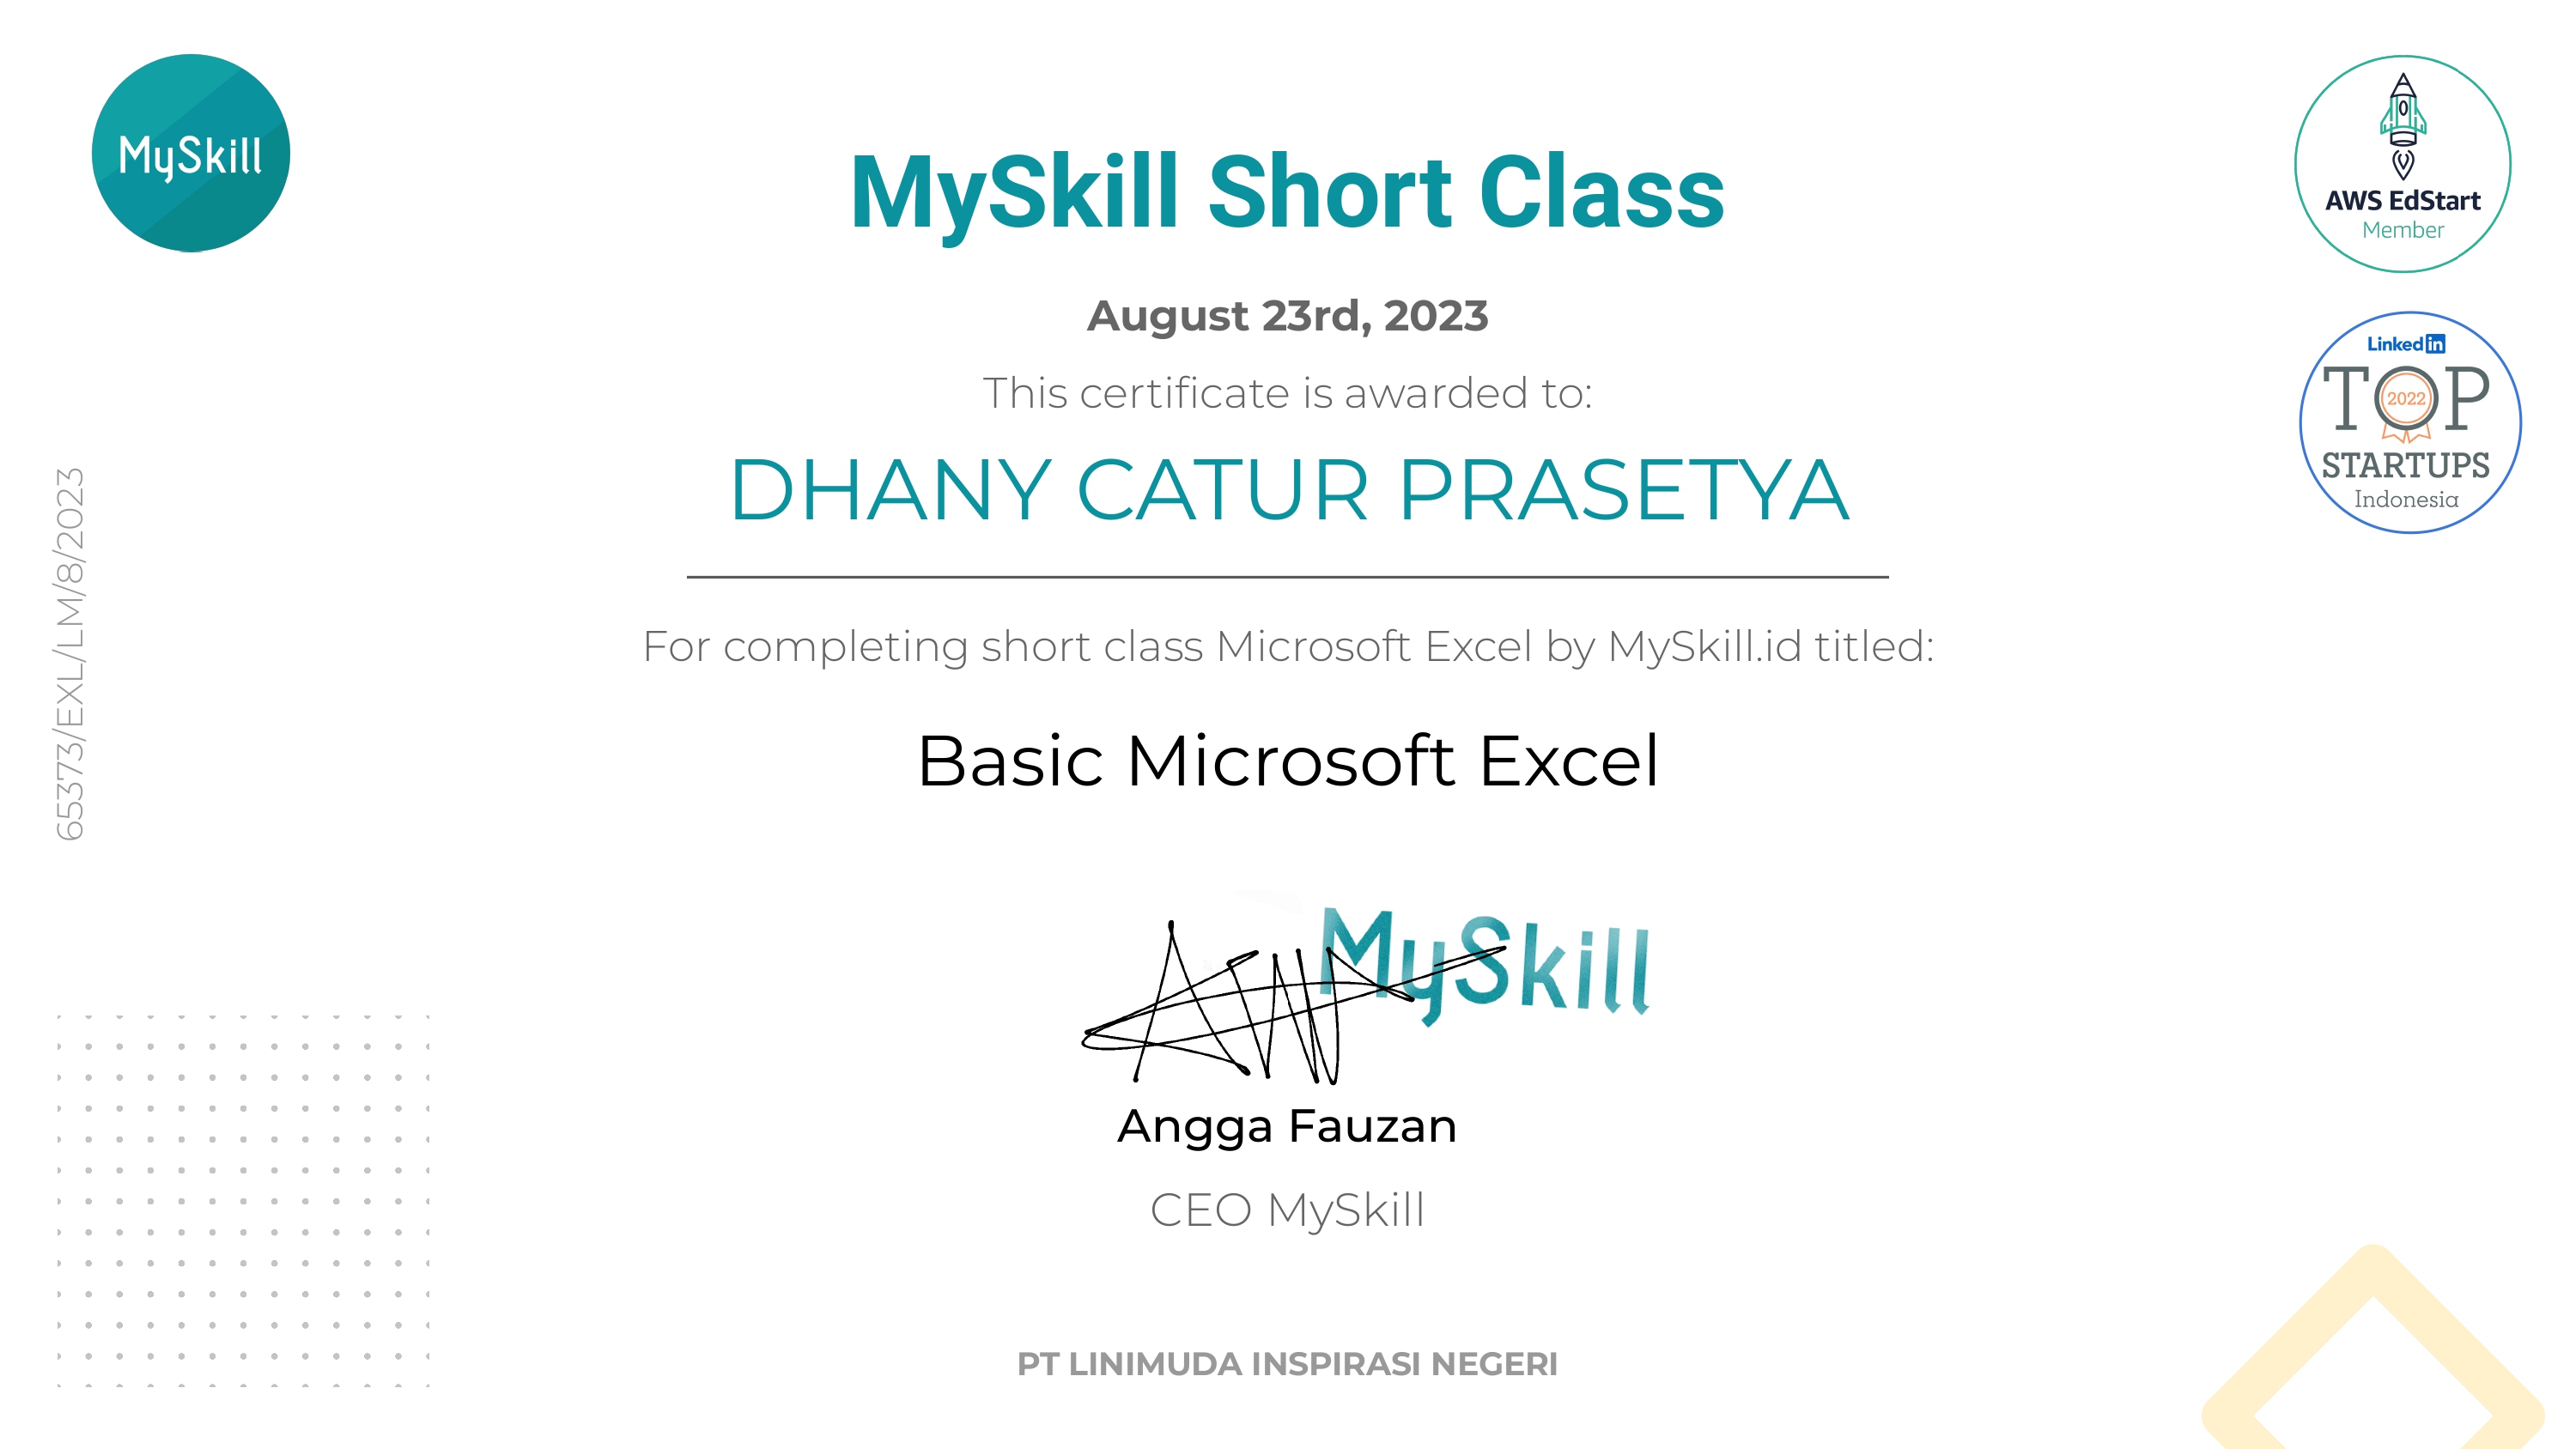 MySkill
AWS EdStart
Member
LinkedIn
TOP
2022
STARTUPS
Indonesia
MySkill Short Class
August 23rd, 2023
This certificate is awarded to:
DHANY CATUR PRASETYA
For completing short class Microsoft Excel by MySkill.id titled:
Basic Microsoft Excel
65373/EXL/LM/8/2023
MySkill
Angga Fauzan
CEO MySkill
PT LINIMUDA INSPIRASI NEGERI